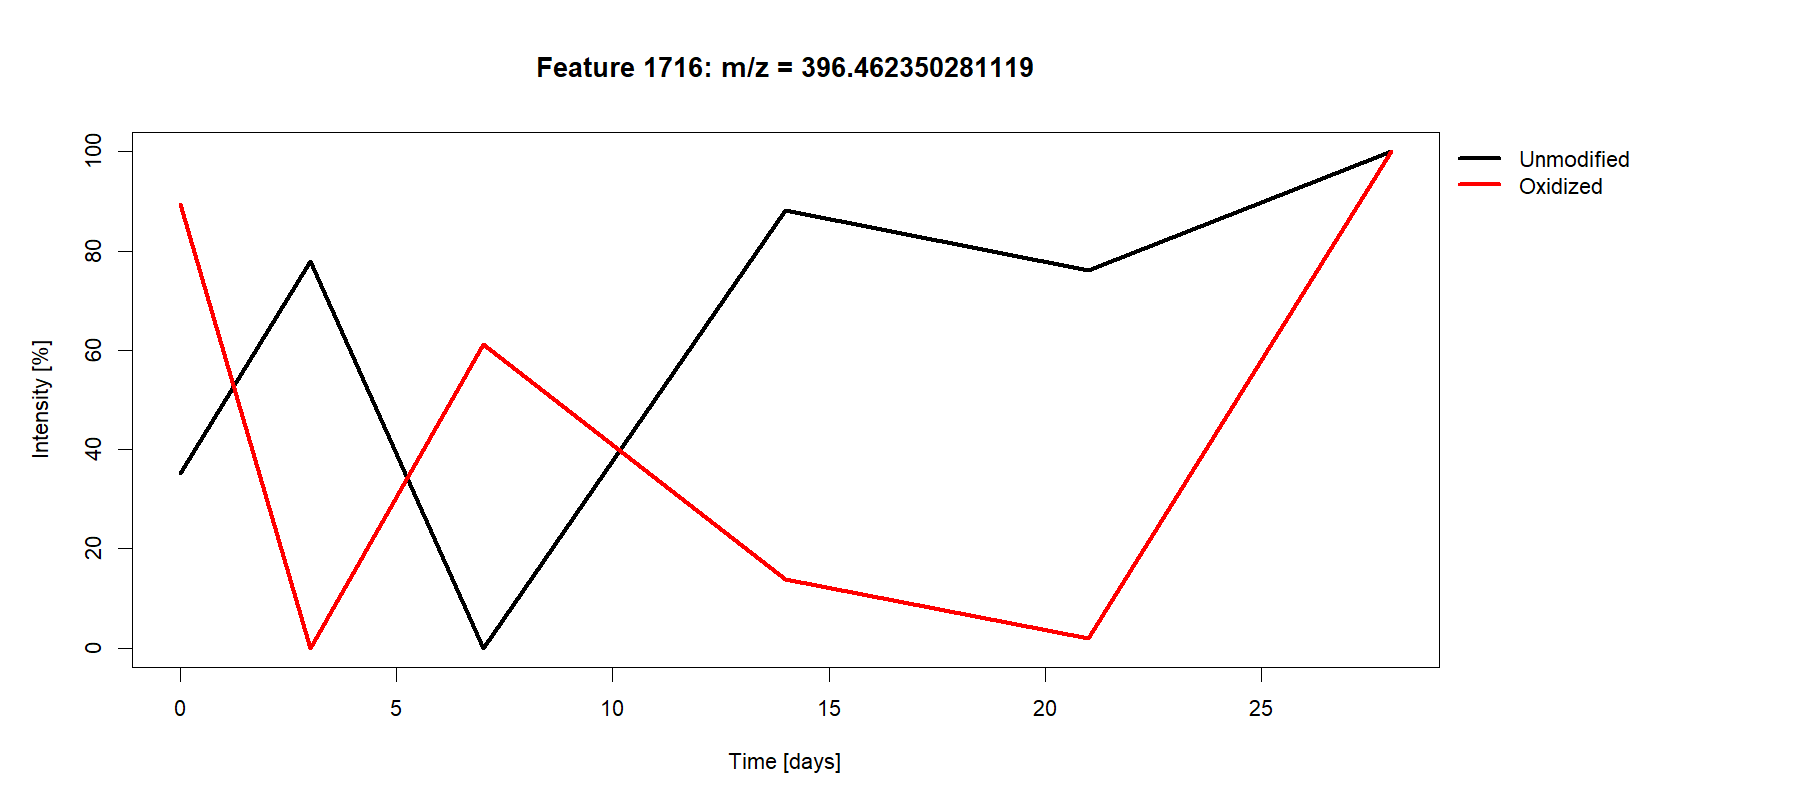 Feature 1716: m/z = 396.462350281119
Unmodified
Oxidized
Intensity [%]
100
80
60
40
20
0
0 5 10 15 20 25
Time [days]